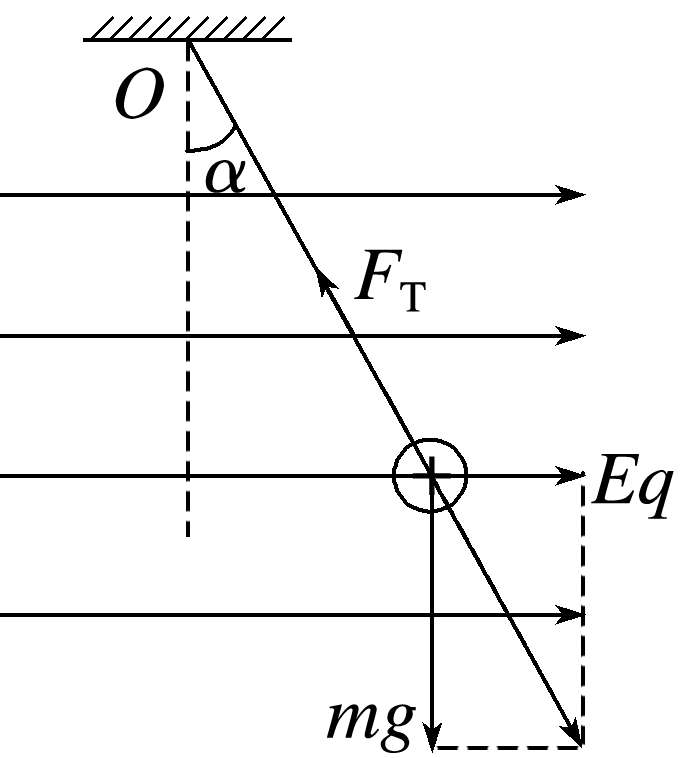 O
α
F_T
+
Eq
mg